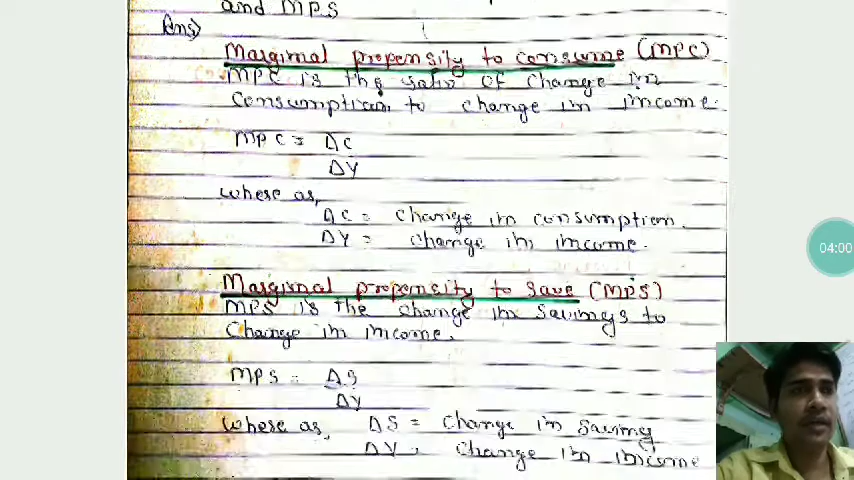 and MPS
Ans)
Marginal propensity to consume (MPC)
MPC is the ratio of change in
consumption to change in income.
MPC = ΔC
ΔY
where as,
ΔC = change in consumption.
ΔY = change in income.
Marginal propensity to save (MPS)
MPS is the change in savings to
change in income.
MPS = ΔS
ΔY
where as, ΔS = change in saving
ΔY = change in income
04:00